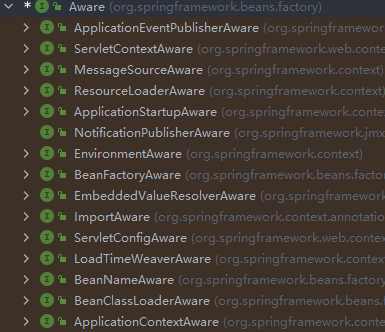 * Aware (org.springframework.beans.factory)
ApplicationEventPublisherAware (org.springframework
ServletContextAware (org.springframework.web.conte
MessageSourceAware (org.springframework.context)
ResourceLoaderAware (org.springframework.context)
ApplicationStartupAware (org.springframework.conte
NotificationPublisherAware (org.springframework.jmx
EnvironmentAware (org.springframework.context)
BeanFactoryAware (org.springframework.beans.factor
EmbeddedValueResolverAware (org.springframework
ImportAware (org.springframework.context.annotatio
ServletConfigAware (org.springframework.web.contex
LoadTimeWeaverAware (org.springframework.contex
BeanNameAware (org.springframework.beans.factory
BeanClassLoaderAware (org.springframework.beans.f
ApplicationContextAware (org.springframework.conte